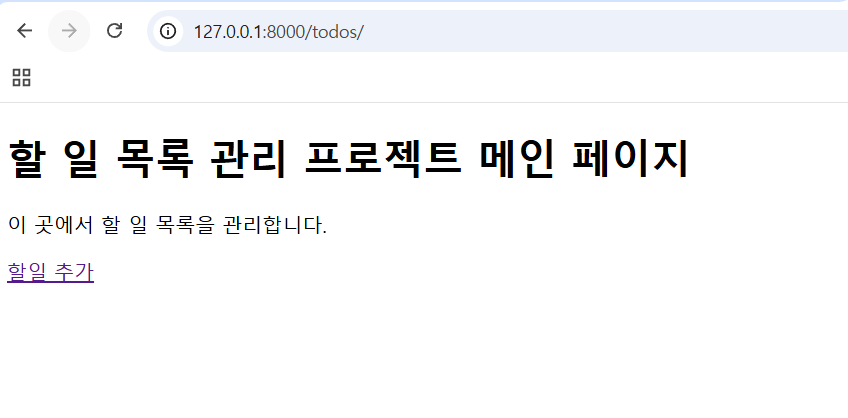 127.0.0.1:8000/todos/
할 일 목록 관리 프로젝트 메인 페이지
이 곳에서 할 일 목록을 관리합니다.
할일 추가